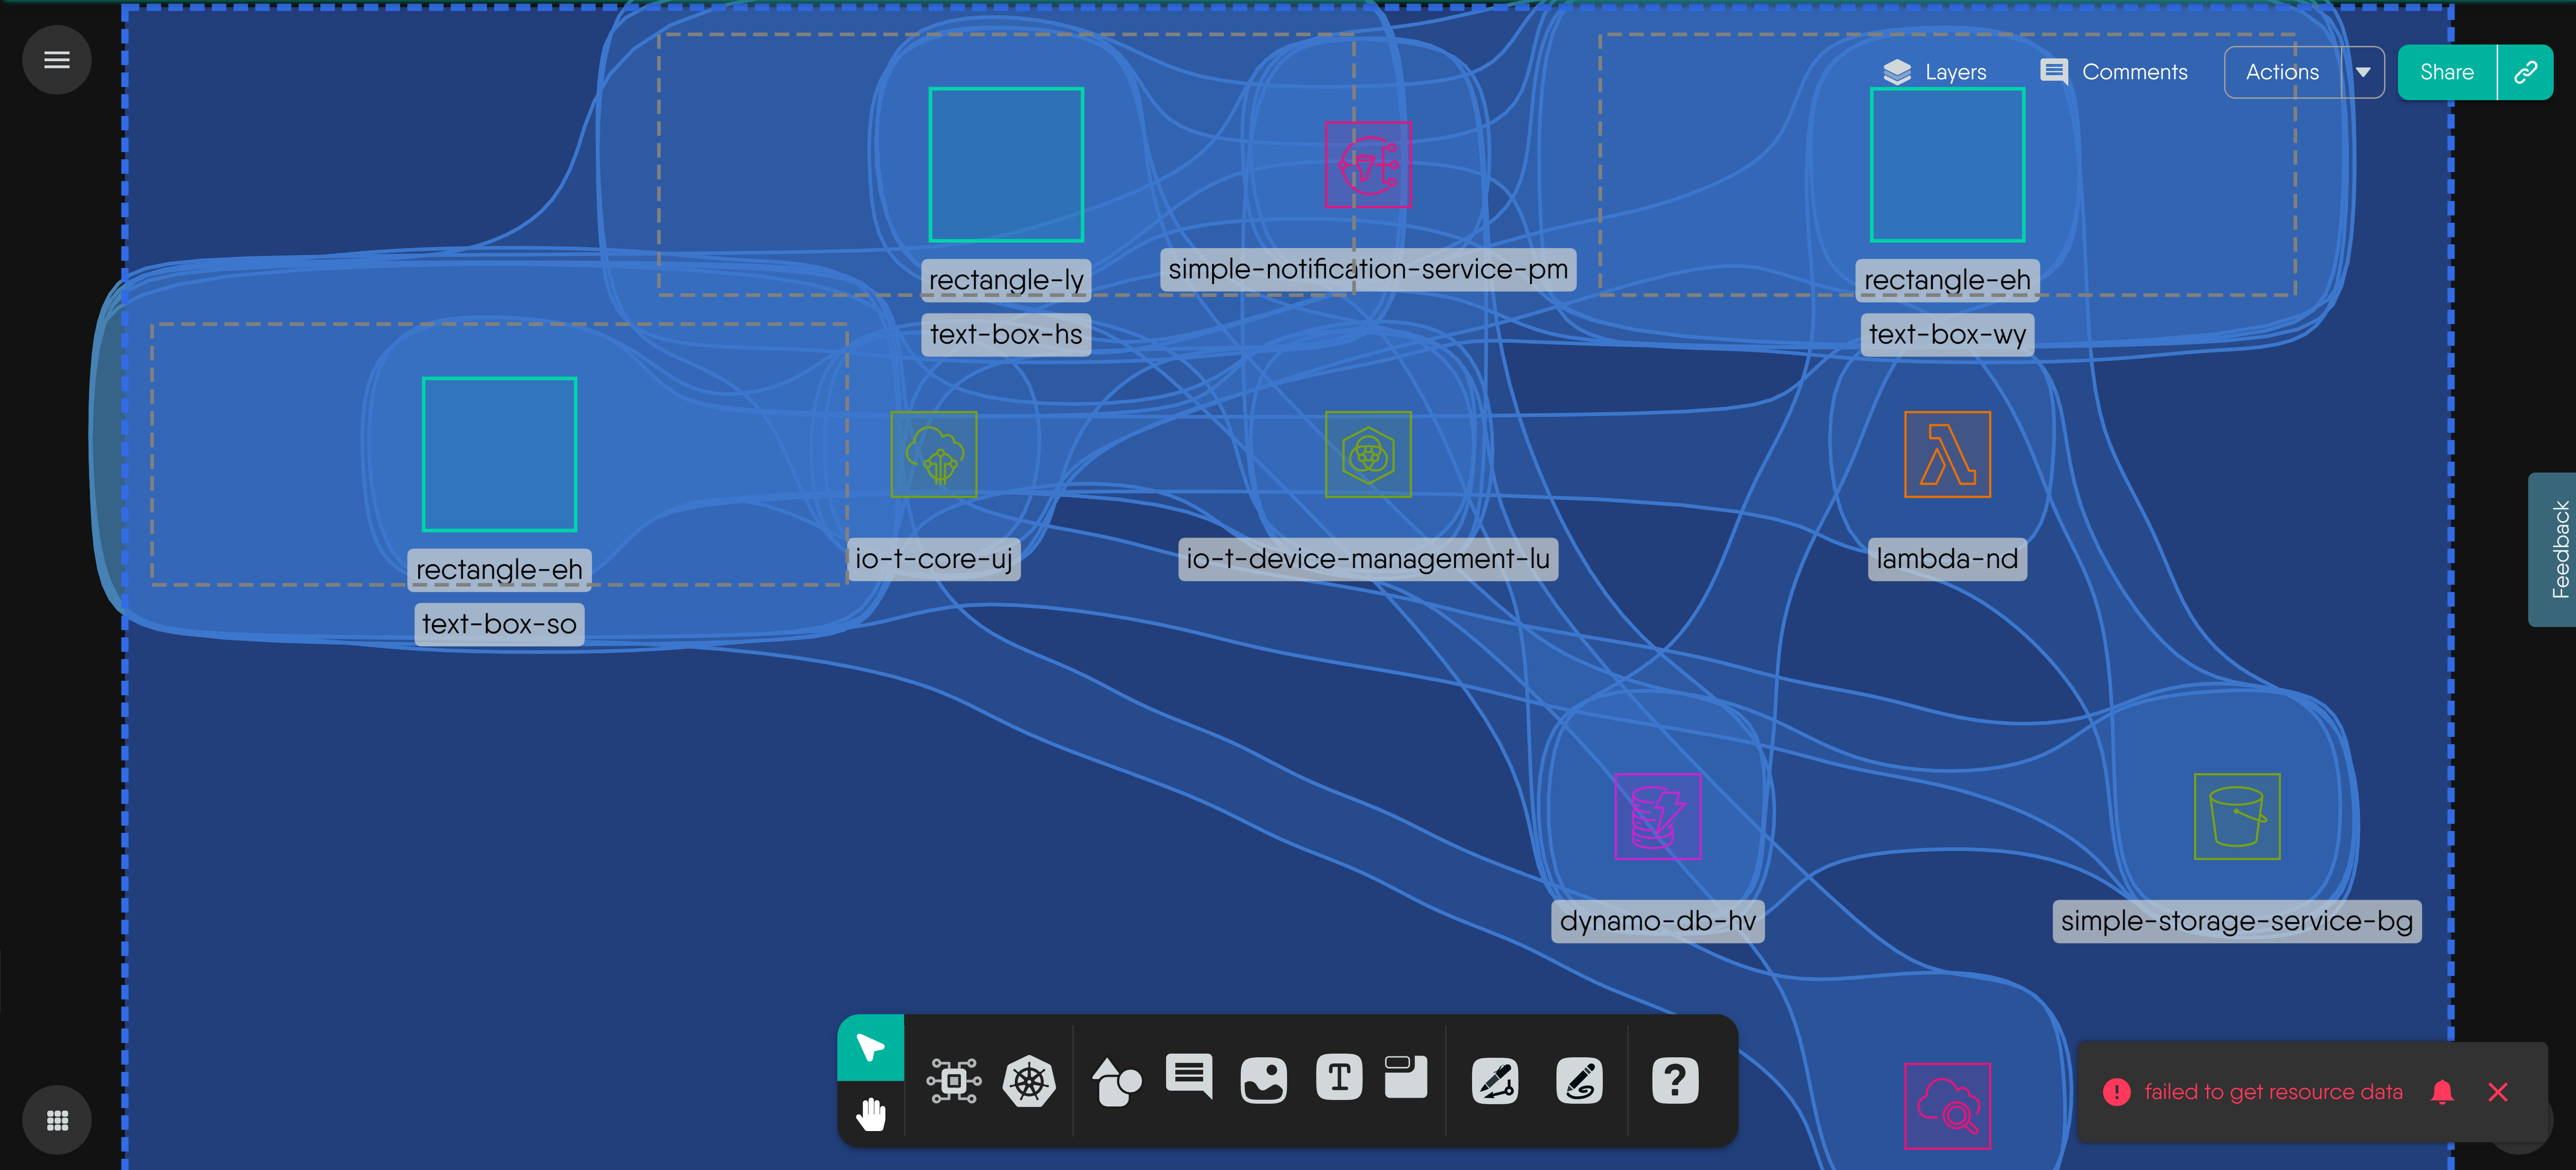 Layers
Comments
Actions
Share
rectangle-ly
simple-notification-service-pm
rectangle-eh
text-box-hs
text-box-wy
rectangle-eh
io-t-core-uj
io-t-device-management-lu
lambda-nd
text-box-so
Feedback
dynamo-db-hv
simple-storage-service-bg
T
?
failed to get resource data